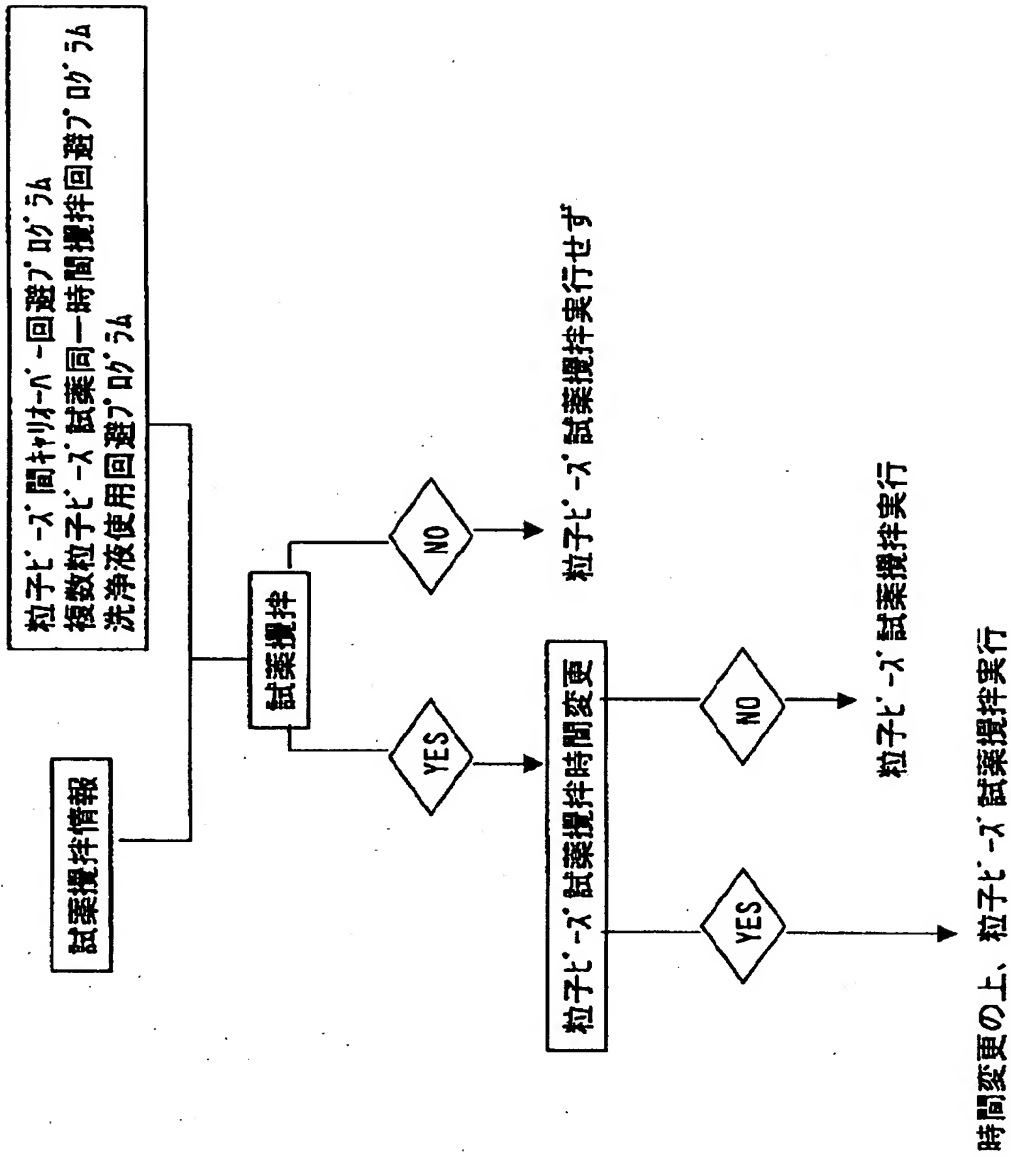 試薬攪拌情報
粒子ビーズ間キャリオーバー回避プログラム
複数粒子ビーズ試薬同一時間攪拌回避プログラム
洗浄液使用回避プログラム
試薬攪拌
YES
NO
粒子ビーズ試薬攪拌実行せず
粒子ビーズ試薬攪拌時間変更
YES
NO
粒子ビーズ試薬攪拌実行
時間変更の上、粒子ビーズ試薬攪拌実行